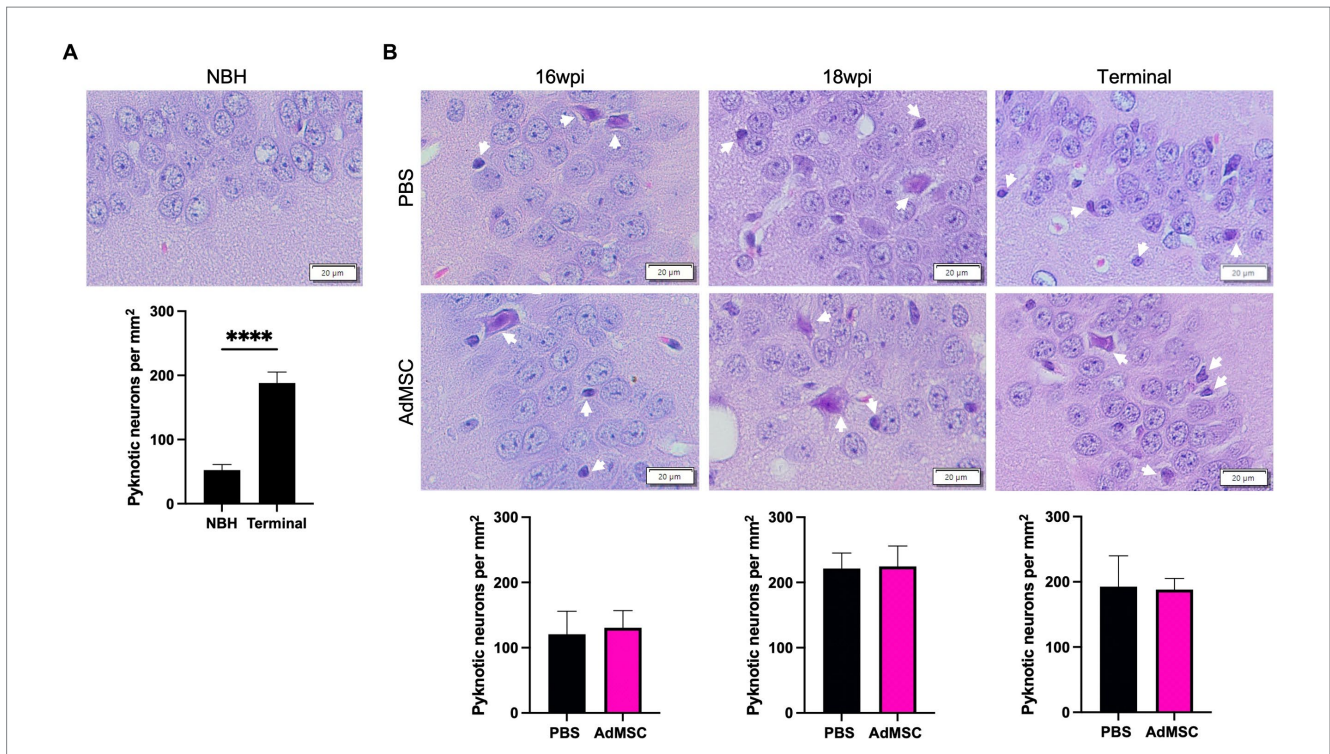 A
NBH
20 µm
Pyknotic neurons per mm²
300
200
100
0
****
NBH Terminal
B
16wpi 18wpi Terminal
PBS
20 µm
20 µm
20 µm
AdMSC
20 µm
20 µm
20 µm
Pyknotic neurons per mm²
300
200
100
0
PBS AdMSC
Pyknotic neurons per mm²
300
200
100
0
PBS AdMSC
Pyknotic neurons per mm²
300
200
100
0
PBS AdMSC